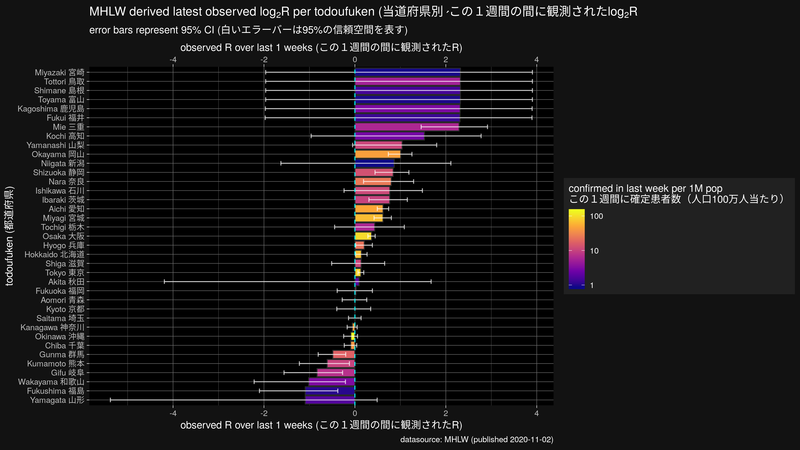 MHLW derived latest observed log2R per todoufuken (当道府県別 -この１週間の間に観測されたlog2R
error bars represent 95% CI (白いエラーバーは95%の信頼空間を表す)
observed R over last 1 weeks (この１週間の間に観測されたR)
-4 -2 0 2 4
todoufuken (都道府県)
Miyazaki 宮崎
Tottori 鳥取
Shimane 島根
Toyama 富山
Kagoshima 鹿児島
Fukui 福井
Mie 三重
Kochi 高知
Yamanashi 山梨
Okayama 岡山
Niigata 新潟
Shizuoka 静岡
Nara 奈良
Ishikawa 石川
Ibaraki 茨城
Aichi 愛知
Miyagi 宮城
Tochigi 栃木
Osaka 大阪
Hyogo 兵庫
Hokkaido 北海道
Shiga 滋賀
Tokyo 東京
Akita 秋田
Fukuoka 福岡
Aomori 青森
Kyoto 京都
Saitama 埼玉
Kanagawa 神奈川
Okinawa 沖縄
Chiba 千葉
Gunma 群馬
Kumamoto 熊本
Gifu 岐阜
Wakayama 和歌山
Fukushima 福島
Yamagata 山形
-4 -2 0 2 4
observed R over last 1 weeks (この１週間の間に観測されたR)
datasource: MHLW (published 2020-11-02)
confirmed in last week per 1M pop
この１週間に確定患者数（人口100万人当たり）
100
10
1